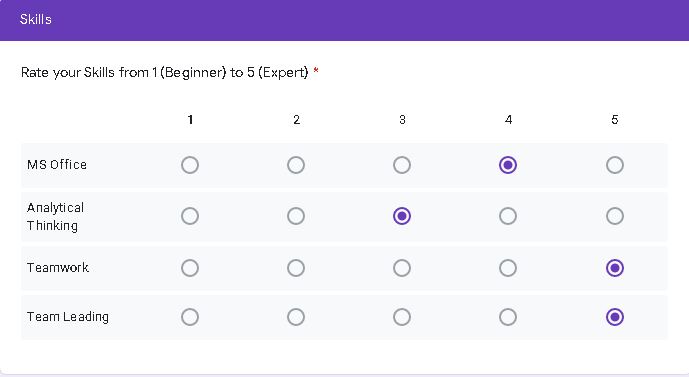 Skills
Rate your Skills from 1 (Beginner) to 5 (Expert) *
1 2 3 4 5
MS Office
Analytical
Thinking
Teamwork
Team Leading